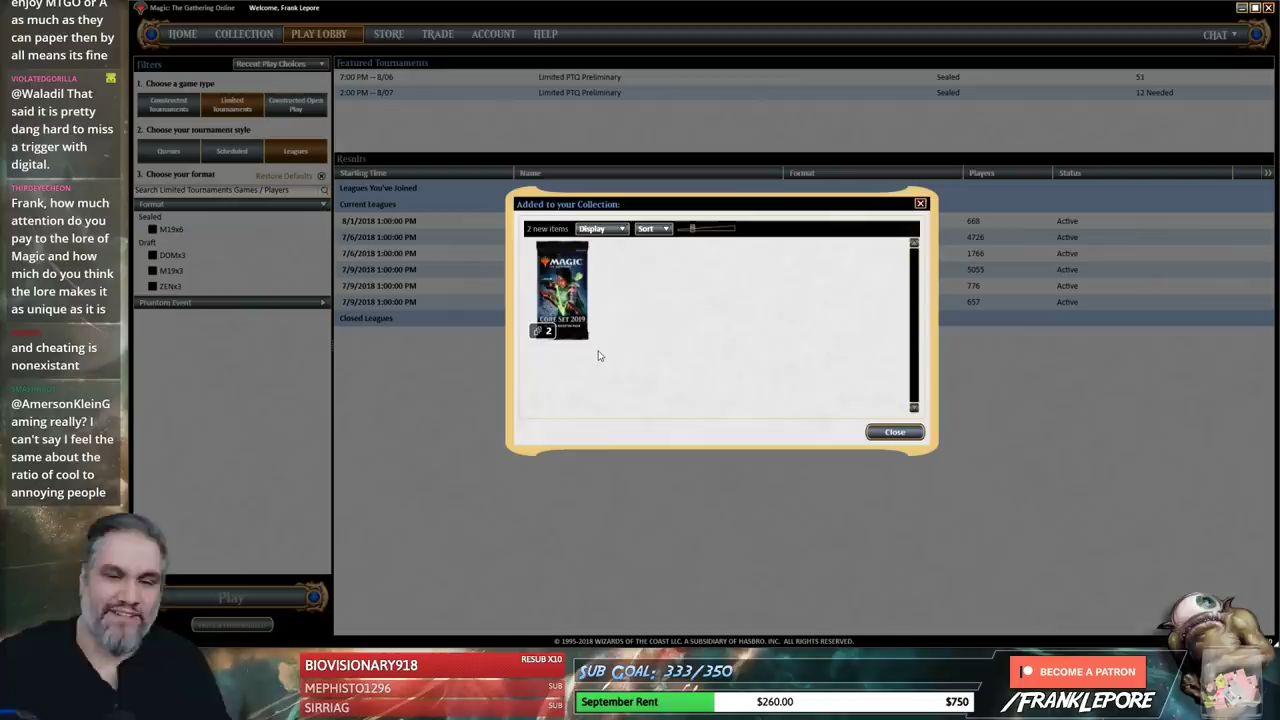 enjoy MTGO or A
as much as they
can paper then by
all means its fine
VIOLATEDGORILLA
@Waladil That
said it is pretty
dang hard to miss
a trigger with
digital.
THIRDEYECHEON
Frank, how much
attention do you
pay to the lore of
Magic and how
mich do you think
the lore makes it
as unique as it is
and cheating is
nonexistant
@AmersonKleinG
aming really? I
can't say I feel the
same about the
ratio of cool to
annoying people
Magic: The Gathering Online Welcome, Frank Lepore
HOME COLLECTION PLAY LOBBY STORE TRADE ACCOUNT HELP CHAT
Filters Recent Play Choices
1. Choose a game type
Constructed Tournaments Limited Tournaments Constructed Open Play
2. Choose your tournament style
Queues Scheduled Leagues
3. Choose your format Restore Defaults
Search Limited Tournaments Games / Players
Format
Sealed
M19x6
Draft
DOMx3
M19x3
ZENx3
Phantom Event
Play
Featured Tournaments
7:00 PM -- 8/06 Limited PTQ Preliminary Sealed 51
2:00 PM -- 8/07 Limited PTQ Preliminary Sealed 12 Needed
Results
Starting Time Name Format Players Status
Leagues You've Joined
Current Leagues
8/1/2018 1:00:00 PM 668 Active
7/6/2018 1:00:00 PM 4726 Active
7/6/2018 1:00:00 PM 1766 Active
7/9/2018 1:00:00 PM 5055 Active
7/9/2018 1:00:00 PM 776 Active
7/9/2018 1:00:00 PM 657 Active
Closed Leagues
Added to your Collection:
2 new items Display Sort
MAGIC
CORE SET 2019
2
Close
© 1995-2018 WIZARDS OF THE COAST LLC, A SUBSIDIARY OF HASBRO, INC. ALL RIGHTS RESERVED.
BIOVISIONARY918 RESUB X10
MEPHISTO1296 SUB
SIRRIAG SUB
SUB GOAL: 333/350
September Rent $260.00 $750
BECOME A PATRON
/FRANKLEPORE